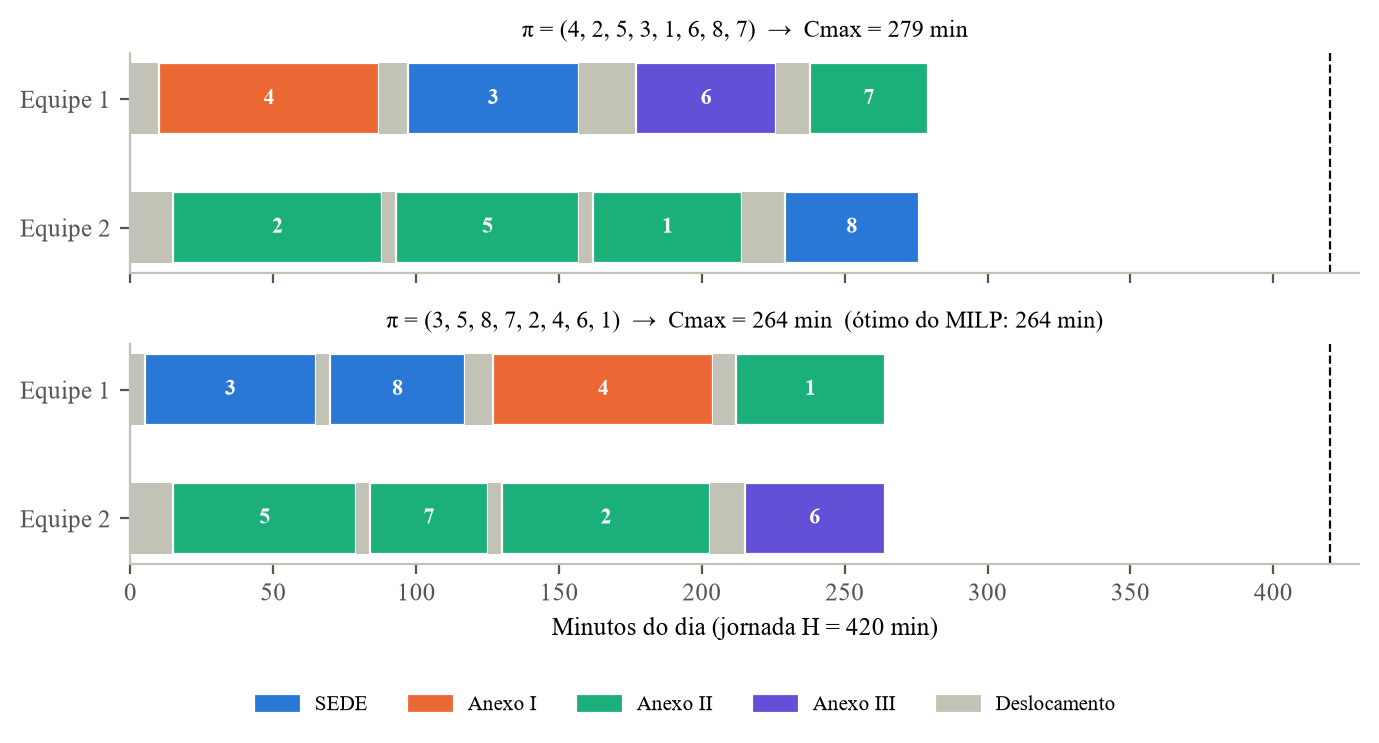 π = (4, 2, 5, 3, 1, 6, 8, 7) → Cmax = 279 min
Equipe 1
4
3
6
7
Equipe 2
2
5
1
8
π = (3, 5, 8, 7, 2, 4, 6, 1) → Cmax = 264 min (ótimo do MILP: 264 min)
Equipe 1
3
8
4
1
Equipe 2
5
7
2
6
0 50 100 150 200 250 300 350 400
Minutos do dia (jornada H = 420 min)
SEDE Anexo I Anexo II Anexo III Deslocamento